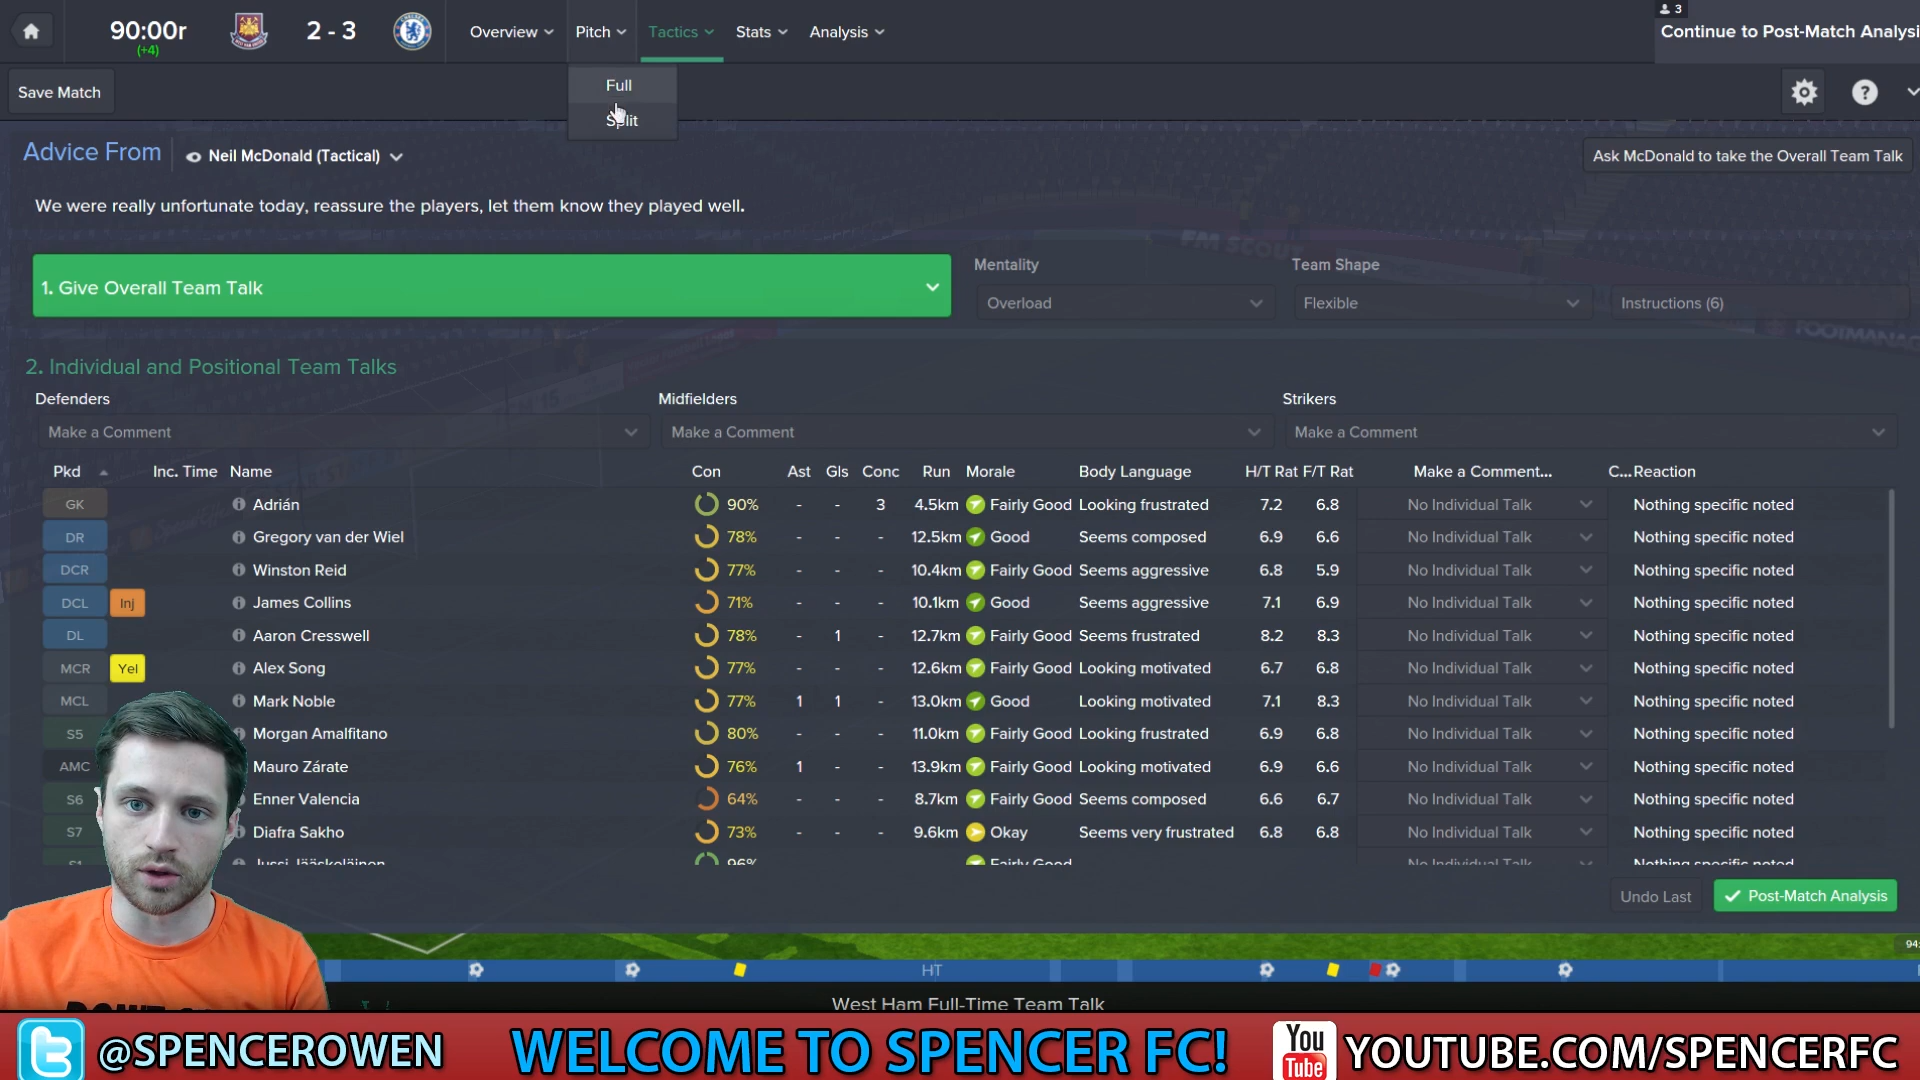 90:00r
(+4)
2 - 3
Overview
Pitch
Tactics
Stats
Analysis
3
Continue to Post-Match Analysi
Save Match
Full
Split
?
Advice From
Neil McDonald (Tactical)
Ask McDonald to take the Overall Team Talk
We were really unfortunate today, reassure the players, let them know they played well.
FM SCOUT
1. Give Overall Team Talk
Mentality
Team Shape
Overload
Flexible
Instructions (6)
2. Individual and Positional Team Talks
Defenders
Midfielders
Strikers
Make a Comment
Make a Comment
Make a Comment
Pkd Inc. Time Name Con Ast Gls Conc Run Morale Body Language H/T Rat F/T Rat Make a Comment... C... Reaction
GK Adrián 90% - - 3 4.5km Fairly Good Looking frustrated 7.2 6.8 No Individual Talk Nothing specific noted
DR Gregory van der Wiel 78% - - - 12.5km Good Seems composed 6.9 6.6 No Individual Talk Nothing specific noted
DCR Winston Reid 77% - - - 10.4km Fairly Good Seems aggressive 6.8 5.9 No Individual Talk Nothing specific noted
DCL Inj James Collins 71% - - - 10.1km Good Seems aggressive 7.1 6.9 No Individual Talk Nothing specific noted
DL Aaron Cresswell 78% - 1 - 12.7km Fairly Good Seems frustrated 8.2 8.3 No Individual Talk Nothing specific noted
MCR Yel Alex Song 77% - - - 12.6km Fairly Good Looking motivated 6.7 6.8 No Individual Talk Nothing specific noted
MCL Mark Noble 77% 1 1 - 13.0km Good Looking motivated 7.1 8.3 No Individual Talk Nothing specific noted
S5 Morgan Amalfitano 80% - - - 11.0km Fairly Good Looking frustrated 6.9 6.8 No Individual Talk Nothing specific noted
AMC Mauro Zárate 76% 1 - - 13.9km Fairly Good Looking motivated 6.9 6.6 No Individual Talk Nothing specific noted
S6 Enner Valencia 64% - - - 8.7km Fairly Good Seems composed 6.6 6.7 No Individual Talk Nothing specific noted
S7 Diafra Sakho 73% - - - 9.6km Okay Seems very frustrated 6.8 6.8 No Individual Talk Nothing specific noted
S1 Jussi Jääskeläinen 96% Fairly Good No Individual Talk Nothing specific noted
Undo Last
Post-Match Analysis
94:
HT
West Ham Full-Time Team Talk
@SPENCEROWEN
WELCOME TO SPENCER FC!
You
Tube
YOUTUBE.COM/SPENCERFC